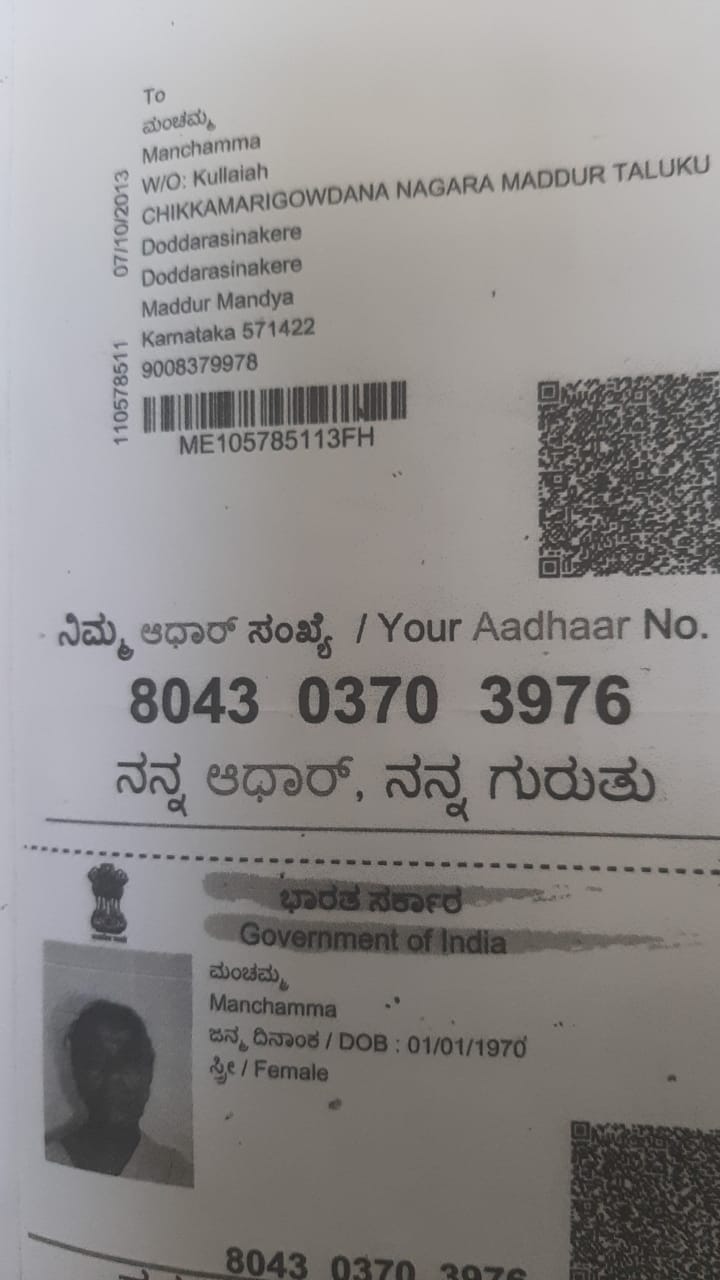 To
ಮಂಚಮ್ಮ
Manchamma
W/O: Kullaiah
CHIKKAMARIGOWDANA NAGARA MADDUR TALUKU
Doddarasinakere
Doddarasinakere
Maddur Mandya
Karnataka 571422
9008379978
110578511 07/10/2013
ME105785113FH
ನಿಮ್ಮ ಆಧಾರ್ ಸಂಖ್ಯೆ / Your Aadhaar No.
8043 0370 3976
ನನ್ನ ಆಧಾರ್, ನನ್ನ ಗುರುತು
ಭಾರತ ಸರ್ಕಾರ
Government of India
ಮಂಚಮ್ಮ
Manchamma
ಜನ್ಮ ದಿನಾಂಕ / DOB : 01/01/1970
ಸ್ತ್ರೀ / Female
8043 0370 3976